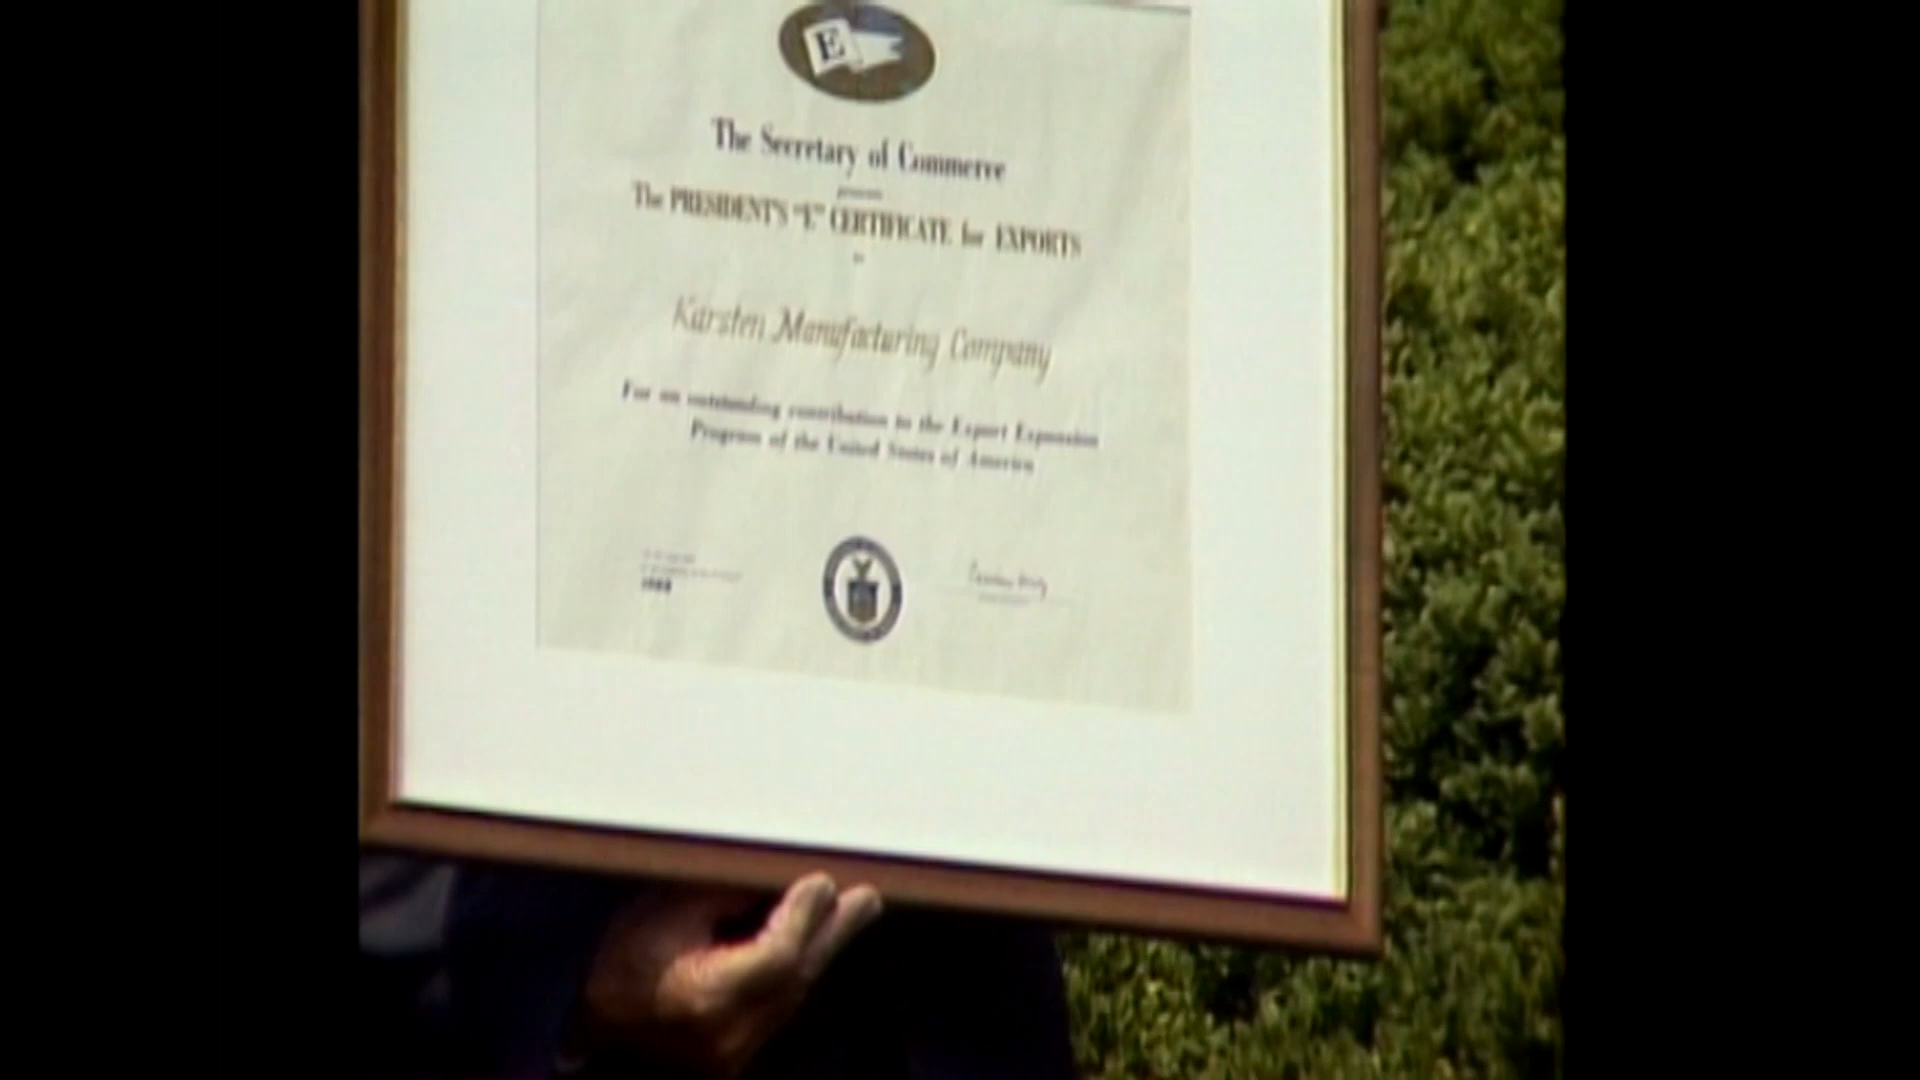 E
The Secretary of Commerce
presents
The PRESIDENT'S "E" CERTIFICATE for EXPORTS
to
Karsten Manufacturing Company
For an outstanding contribution to the Export Expansion
Program of the United States of America